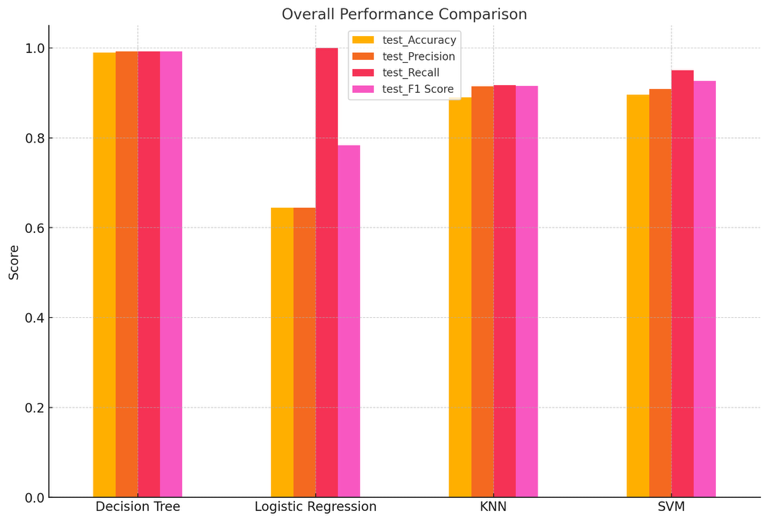 Overall Performance Comparison
test_Accuracy
test_Precision
test_Recall
test_F1 Score
Score
1.0
0.8
0.6
0.4
0.2
0.0
Decision Tree
Logistic Regression
KNN
SVM